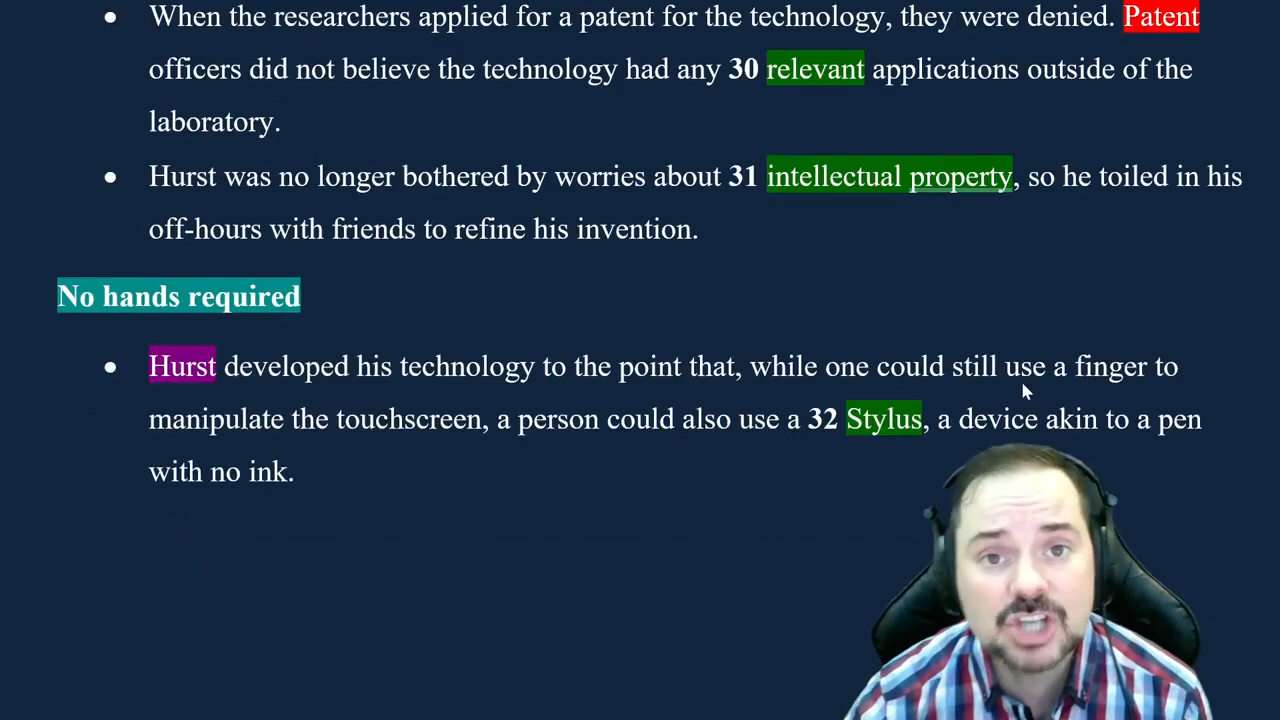 • When the researchers applied for a patent for the technology, they were denied. Patent
officers did not believe the technology had any 30 relevant applications outside of the
laboratory.
• Hurst was no longer bothered by worries about 31 intellectual property, so he toiled in his
off-hours with friends to refine his invention.
No hands required
• Hurst developed his technology to the point that, while one could still use a finger to
manipulate the touchscreen, a person could also use a 32 Stylus, a device akin to a pen
with no ink.